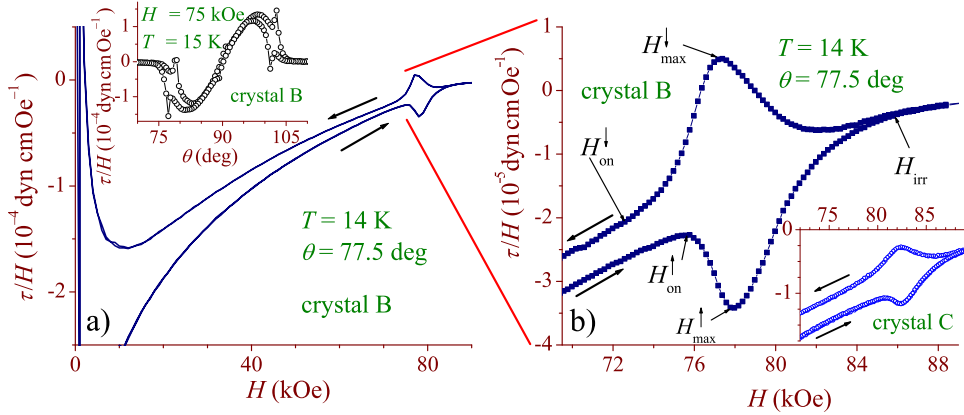 H = 75 kOe
T = 15 K
crystal B
τ/H (10⁻⁴ dyn cm Oe⁻¹)
1
0
-1
70
90
110
θ (deg)
τ/H (10⁻⁴ dyn cm Oe⁻¹)
0
-1
-2
T = 14 K
θ = 77.5 deg
crystal B
a)
0
40
80
H (kOe)
τ/H (10⁻⁵ dyn cm Oe⁻¹)
1
0
-1
-2
-3
-4
crystal B
H↓max
T = 14 K
θ = 77.5 deg
H↓on
Hirr
H↑on
H↑max
b)
72
76
80
84
88
H (kOe)
75
80
85
0
-1
crystal C